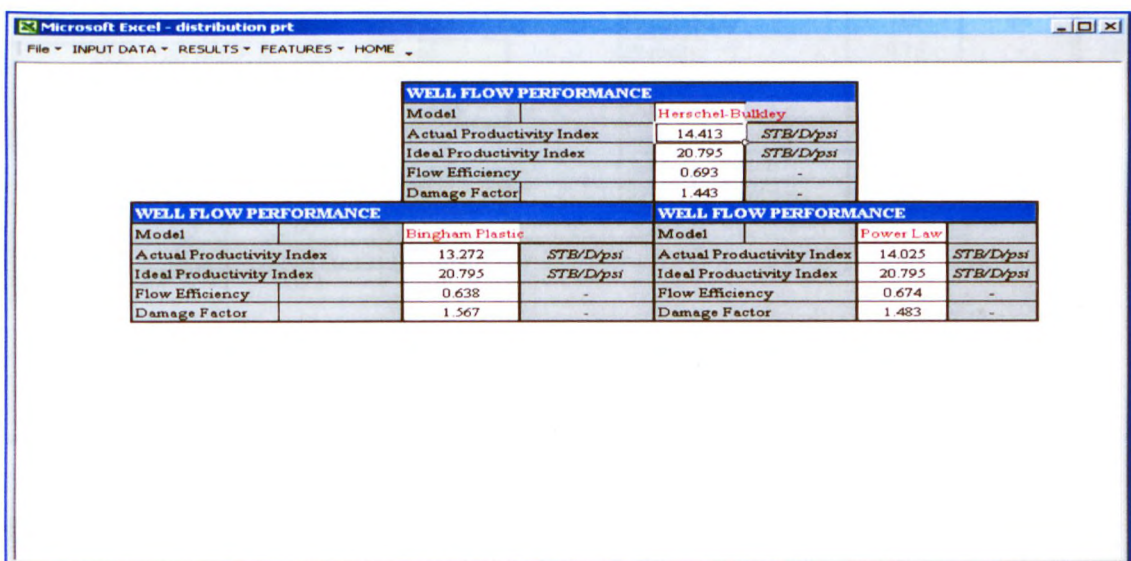 Microsoft Excel - distribution prt
File INPUT DATA RESULTS FEATURES HOME
WELL FLOW PERFORMANCE
Model Herschel-Bulkley
Actual Productivity Index 14.413 STB/D/psi
Ideal Productivity Index 20.795 STB/D/psi
Flow Efficiency 0.693 -
Damage Factor 1.443 -
WELL FLOW PERFORMANCE WELL FLOW PERFORMANCE
Model Bingham Plastic Model Power Law
Actual Productivity Index 13.272 STB/D/psi Actual Productivity Index 14.025 STB/D/psi
Ideal Productivity Index 20.795 STB/D/psi Ideal Productivity Index 20.795 STB/D/psi
Flow Efficiency 0.638 - Flow Efficiency 0.674 -
Damage Factor 1.567 - Damage Factor 1.483 -